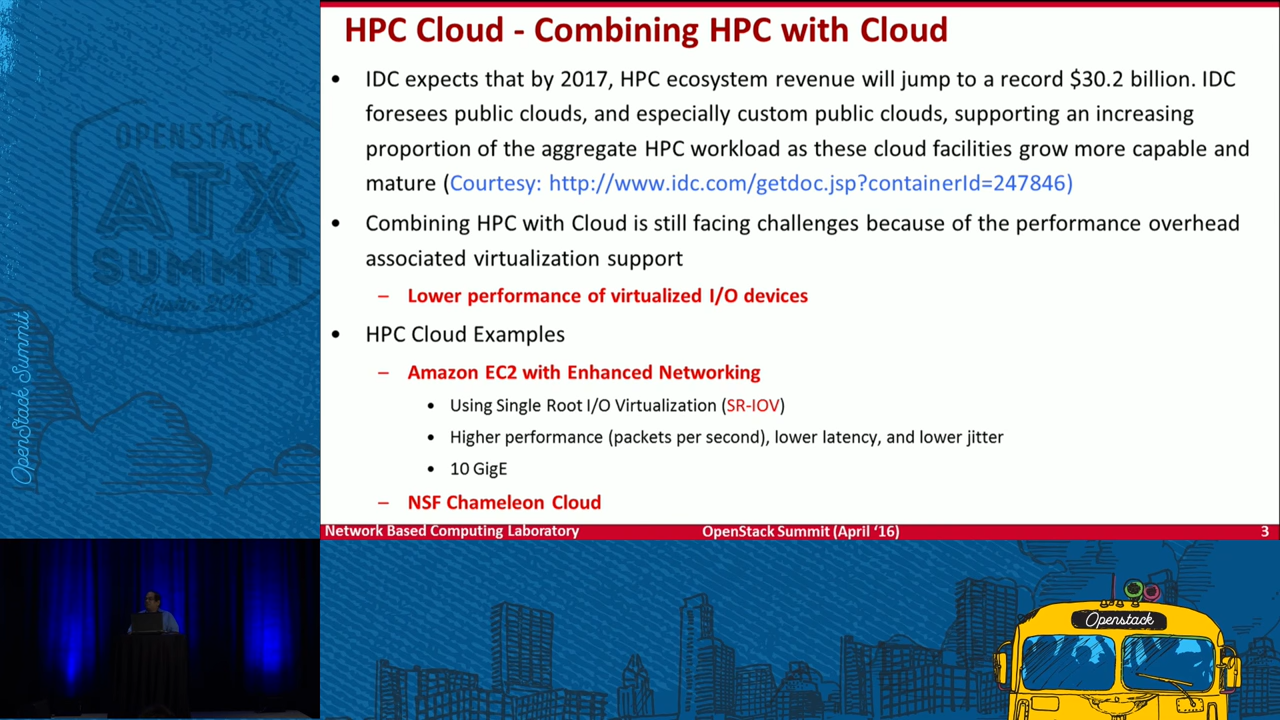 HPC Cloud - Combining HPC with Cloud
• IDC expects that by 2017, HPC ecosystem revenue will jump to a record $30.2 billion. IDC
foresees public clouds, and especially custom public clouds, supporting an increasing
proportion of the aggregate HPC workload as these cloud facilities grow more capable and
mature (Courtesy: http://www.idc.com/getdoc.jsp?containerId=247846)
• Combining HPC with Cloud is still facing challenges because of the performance overhead
associated virtualization support
– Lower performance of virtualized I/O devices
• HPC Cloud Examples
– Amazon EC2 with Enhanced Networking
• Using Single Root I/O Virtualization (SR-IOV)
• Higher performance (packets per second), lower latency, and lower jitter
• 10 GigE
– NSF Chameleon Cloud
Network Based Computing Laboratory OpenStack Summit (April ‘16) 3
OPENSTACK
ATX
SUMMIT
Austin 2016
OpenStack Summit
Openstack